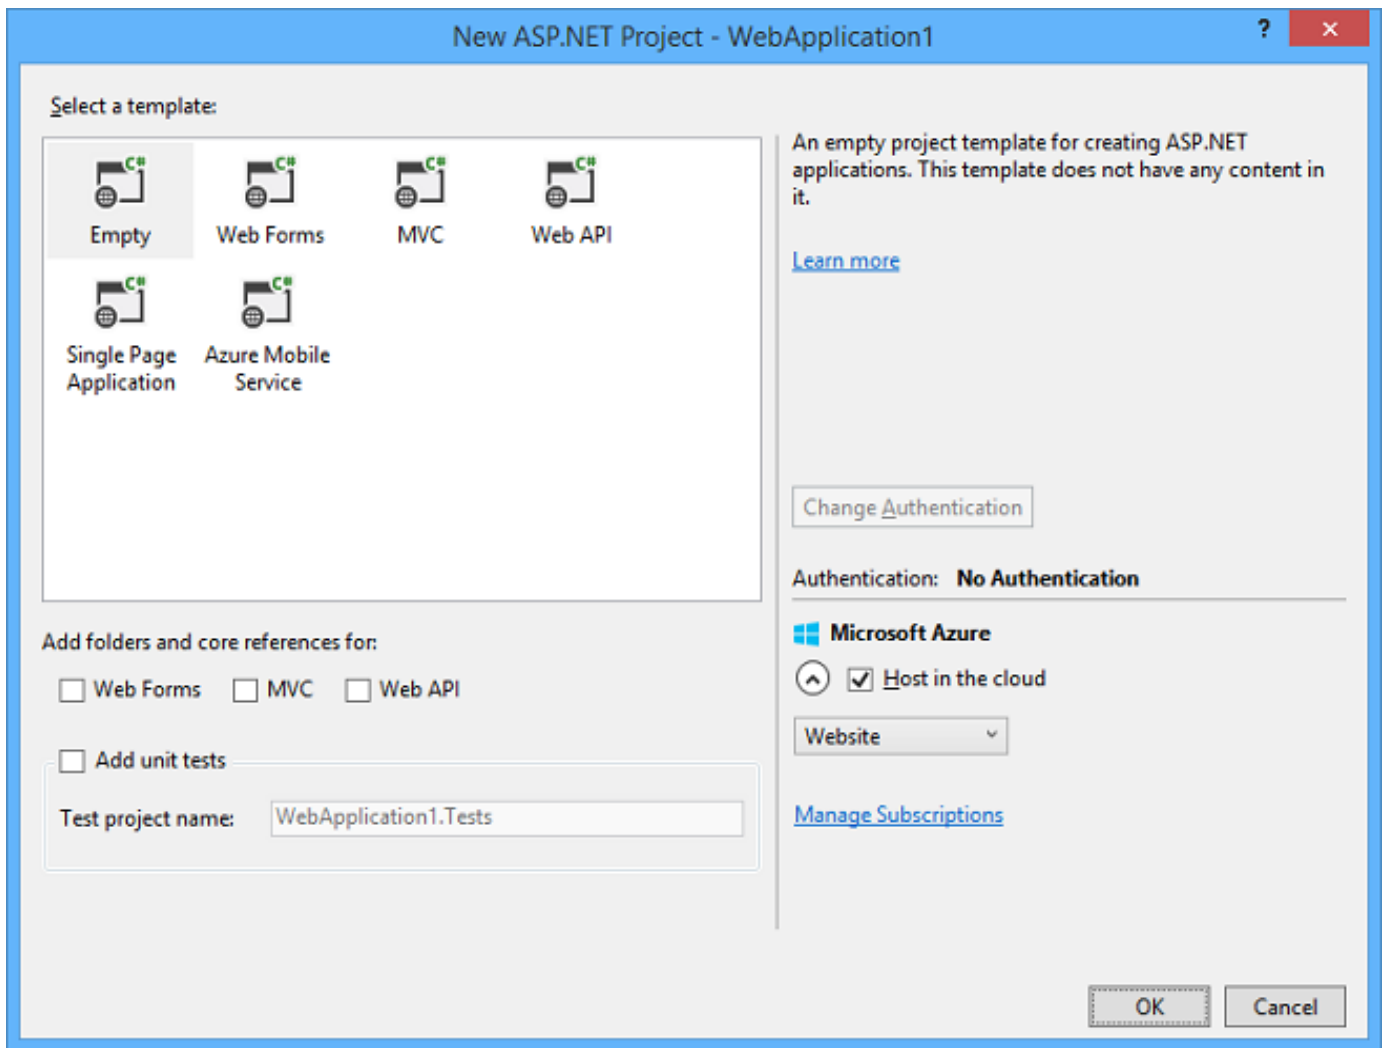 New ASP.NET Project - WebApplication1
?
Select a template:
C# C# C# C#
Empty Web Forms MVC Web API
C# C#
Single Page Azure Mobile
Application Service
An empty project template for creating ASP.NET
applications. This template does not have any content in
it.
Learn more
Change Authentication
Authentication: No Authentication
Add folders and core references for:
Web Forms MVC Web API
Add unit tests
Test project name: WebApplication1.Tests
Microsoft Azure
Host in the cloud
Website
Manage Subscriptions
OK Cancel